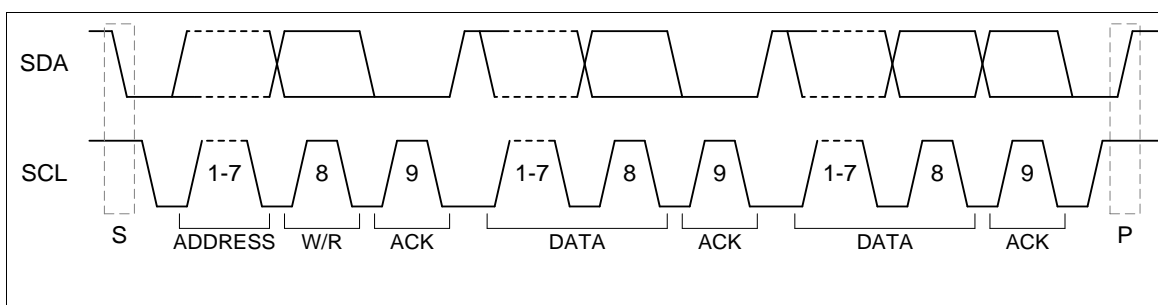 SDA
SCL
1-7 8 9 1-7 8 9 1-7 8 9
S ADDRESS W/R ACK DATA ACK DATA ACK P